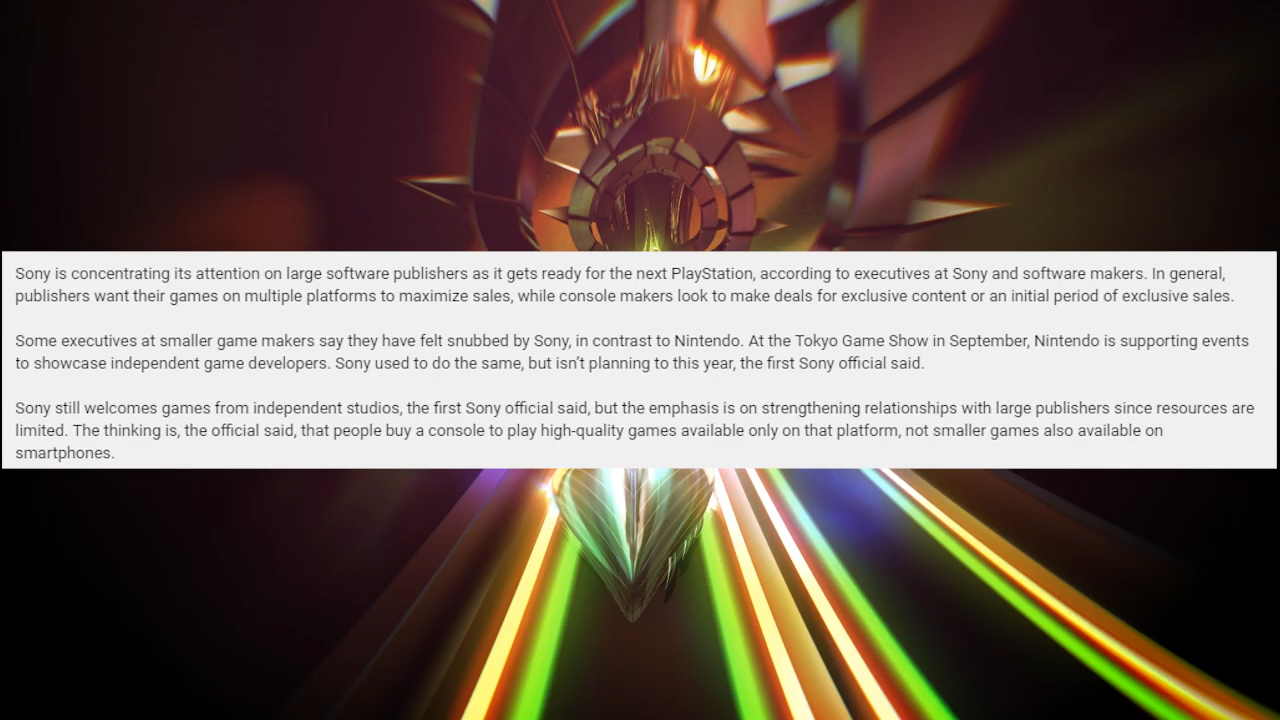 Sony is concentrating its attention on large software publishers as it gets ready for the next PlayStation, according to executives at Sony and software makers. In general,
publishers want their games on multiple platforms to maximize sales, while console makers look to make deals for exclusive content or an initial period of exclusive sales.
Some executives at smaller game makers say they have felt snubbed by Sony, in contrast to Nintendo. At the Tokyo Game Show in September, Nintendo is supporting events
to showcase independent game developers. Sony used to do the same, but isn’t planning to this year, the first Sony official said.
Sony still welcomes games from independent studios, the first Sony official said, but the emphasis is on strengthening relationships with large publishers since resources are
limited. The thinking is, the official said, that people buy a console to play high-quality games available only on that platform, not smaller games also available on
smartphones.